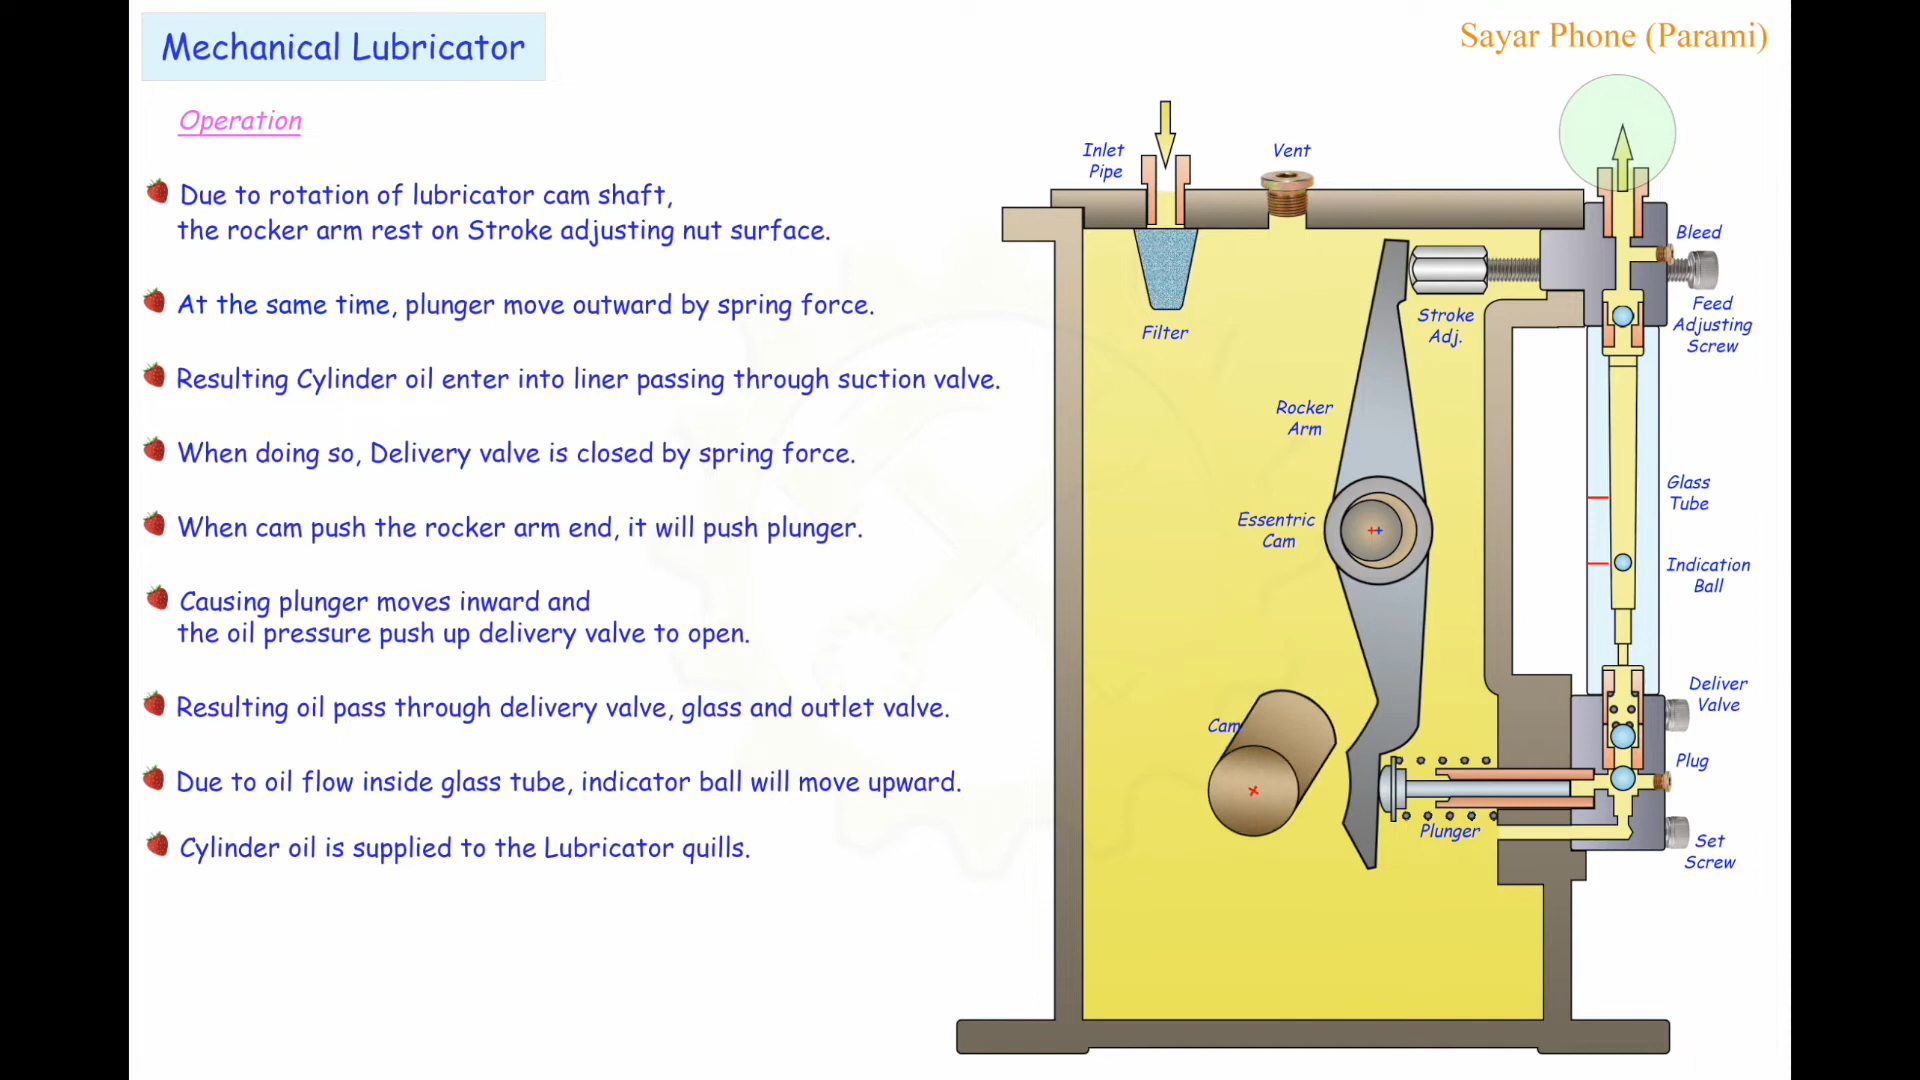 Mechanical Lubricator
Sayar Phone (Parami)
Operation
Due to rotation of lubricator cam shaft,
the rocker arm rest on Stroke adjusting nut surface.
At the same time, plunger move outward by spring force.
Resulting Cylinder oil enter into liner passing through suction valve.
When doing so, Delivery valve is closed by spring force.
When cam push the rocker arm end, it will push plunger.
Causing plunger moves inward and
the oil pressure push up delivery valve to open.
Resulting oil pass through delivery valve, glass and outlet valve.
Due to oil flow inside glass tube, indicator ball will move upward.
Cylinder oil is supplied to the Lubricator quills.
Inlet
Pipe
Vent
Bleed
Filter
Stroke
Adj.
Feed
Adjusting
Screw
Rocker
Arm
Glass
Tube
Essentric
Cam
Indication
Ball
Deliver
Valve
Cam
Plug
Plunger
Set
Screw